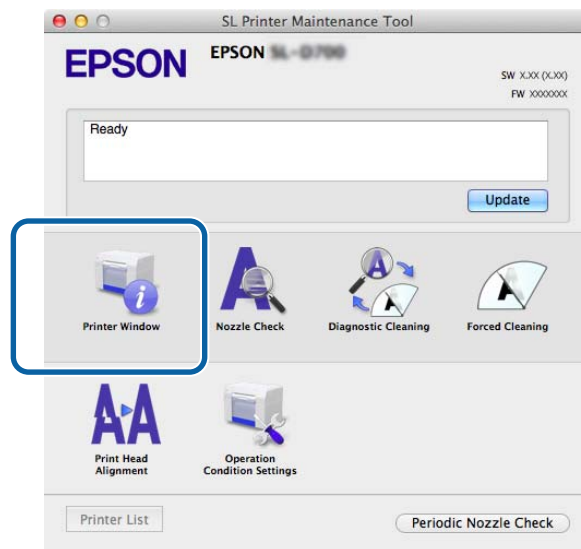 SL Printer Maintenance Tool
EPSON
EPSON
SW X.XX (X.XX)
FW XXXXXXX
Ready
Update
Printer Window
Nozzle Check
Diagnostic Cleaning
Forced Cleaning
Print Head
Alignment
Operation
Condition Settings
Printer List
Periodic Nozzle Check